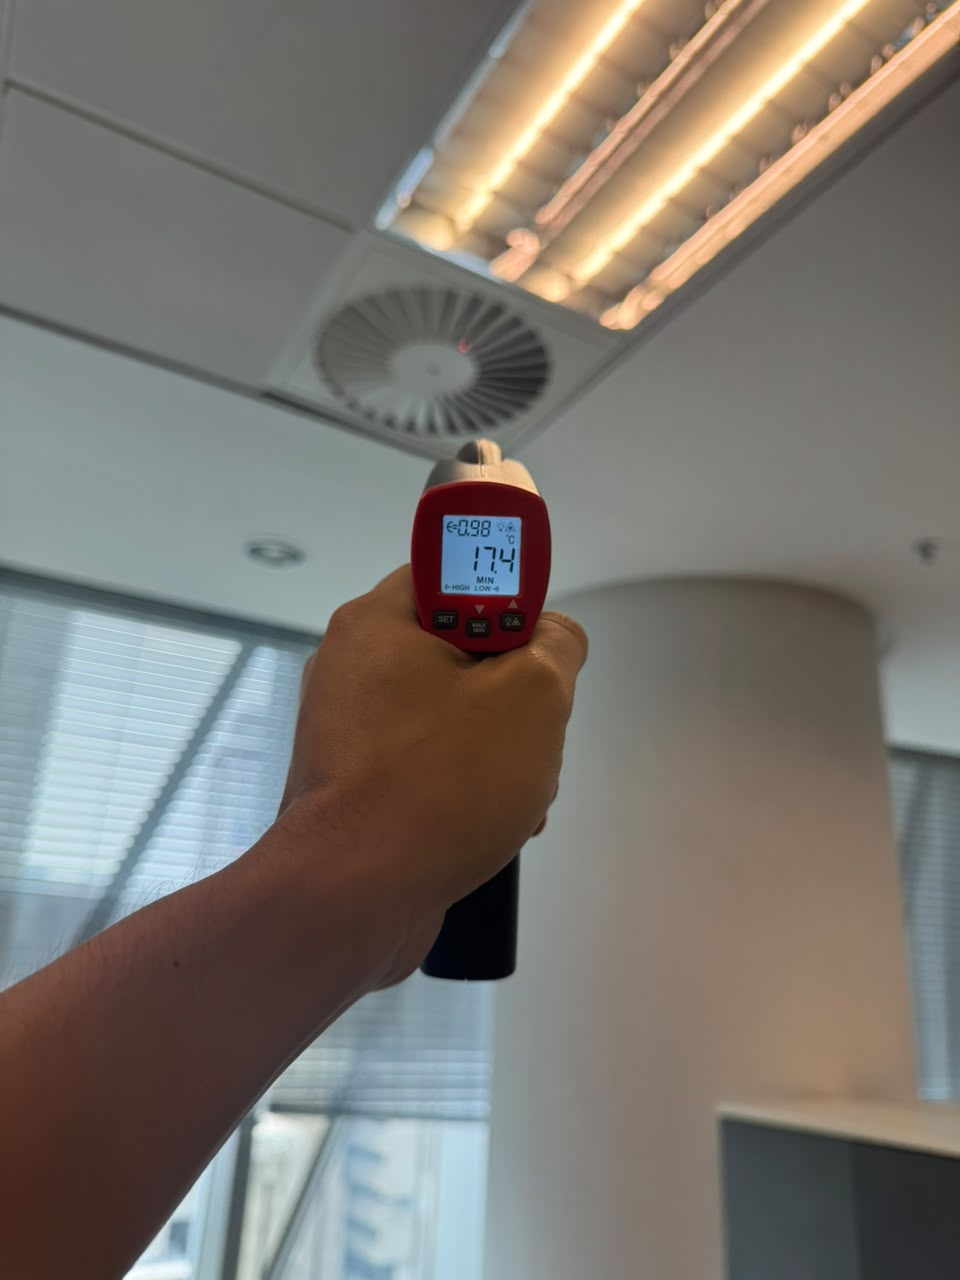 €=0.98
°C
17.4
MIN
HIGH LOW
SET
MAX
MIN